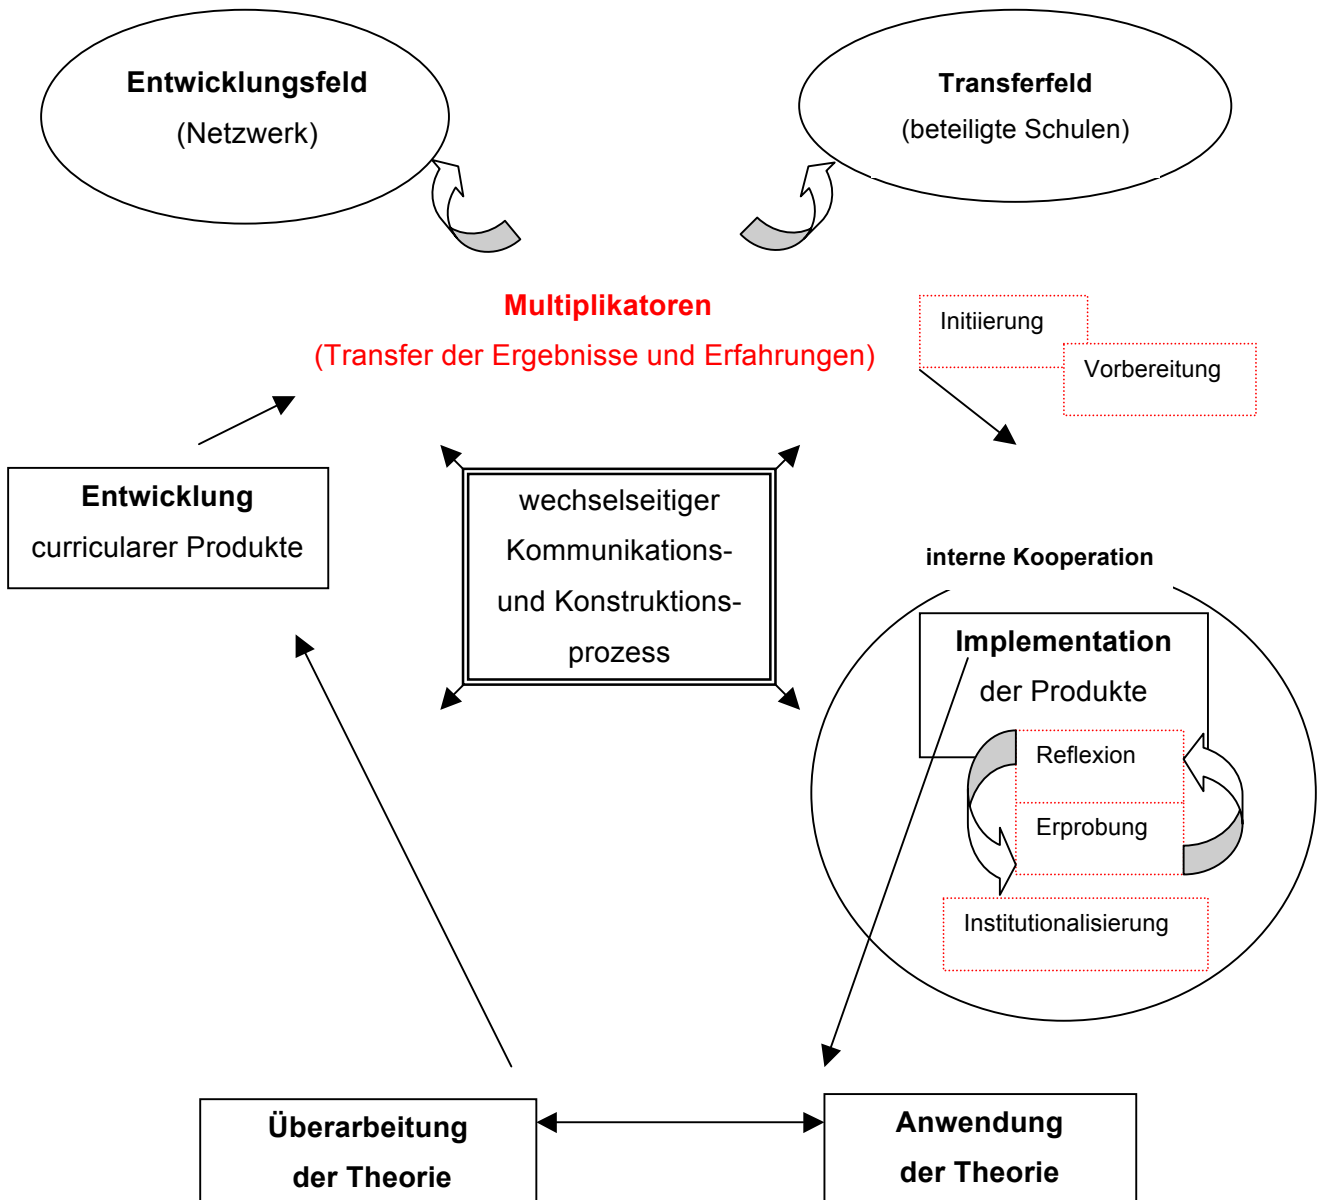 Entwicklungsfeld
(Netzwerk)
Transferfeld
(beteiligte Schulen)
Multiplikatoren
(Transfer der Ergebnisse und Erfahrungen)
Initiierung
Vorbereitung
Entwicklung
curricularer Produkte
wechselseitiger
Kommunikations-
und Konstruktions-
prozess
interne Kooperation
Implementation
der Produkte
Reflexion
Erprobung
Institutionalisierung
Überarbeitung
der Theorie
Anwendung
der Theorie